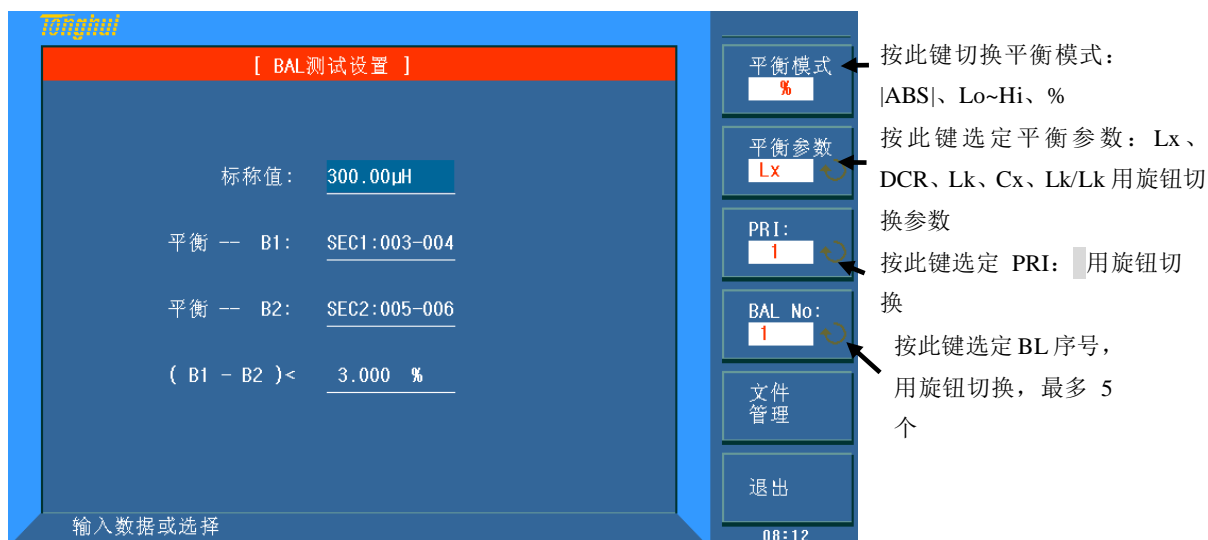 Tonghui
[ BAL测试设置 ]
标称值: 300.00µH
平衡 -- B1: SEC1:003-004
平衡 -- B2: SEC2:005-006
( B1 - B2 )< 3.000 %
输入数据或选择
平衡模式
%
平衡参数
Lx
PRI:
1
BAL No:
1
文件
管理
退出
08:12
按此键切换平衡模式：
|ABS|、Lo~Hi、%
按此键选定平衡参数：Lx、
DCR、Lk、Cx、Lk/Lk 用旋钮切
换参数
按此键选定 PRI： 用旋钮切
换
按此键选定 BL 序号，
用旋钮切换，最多 5
个